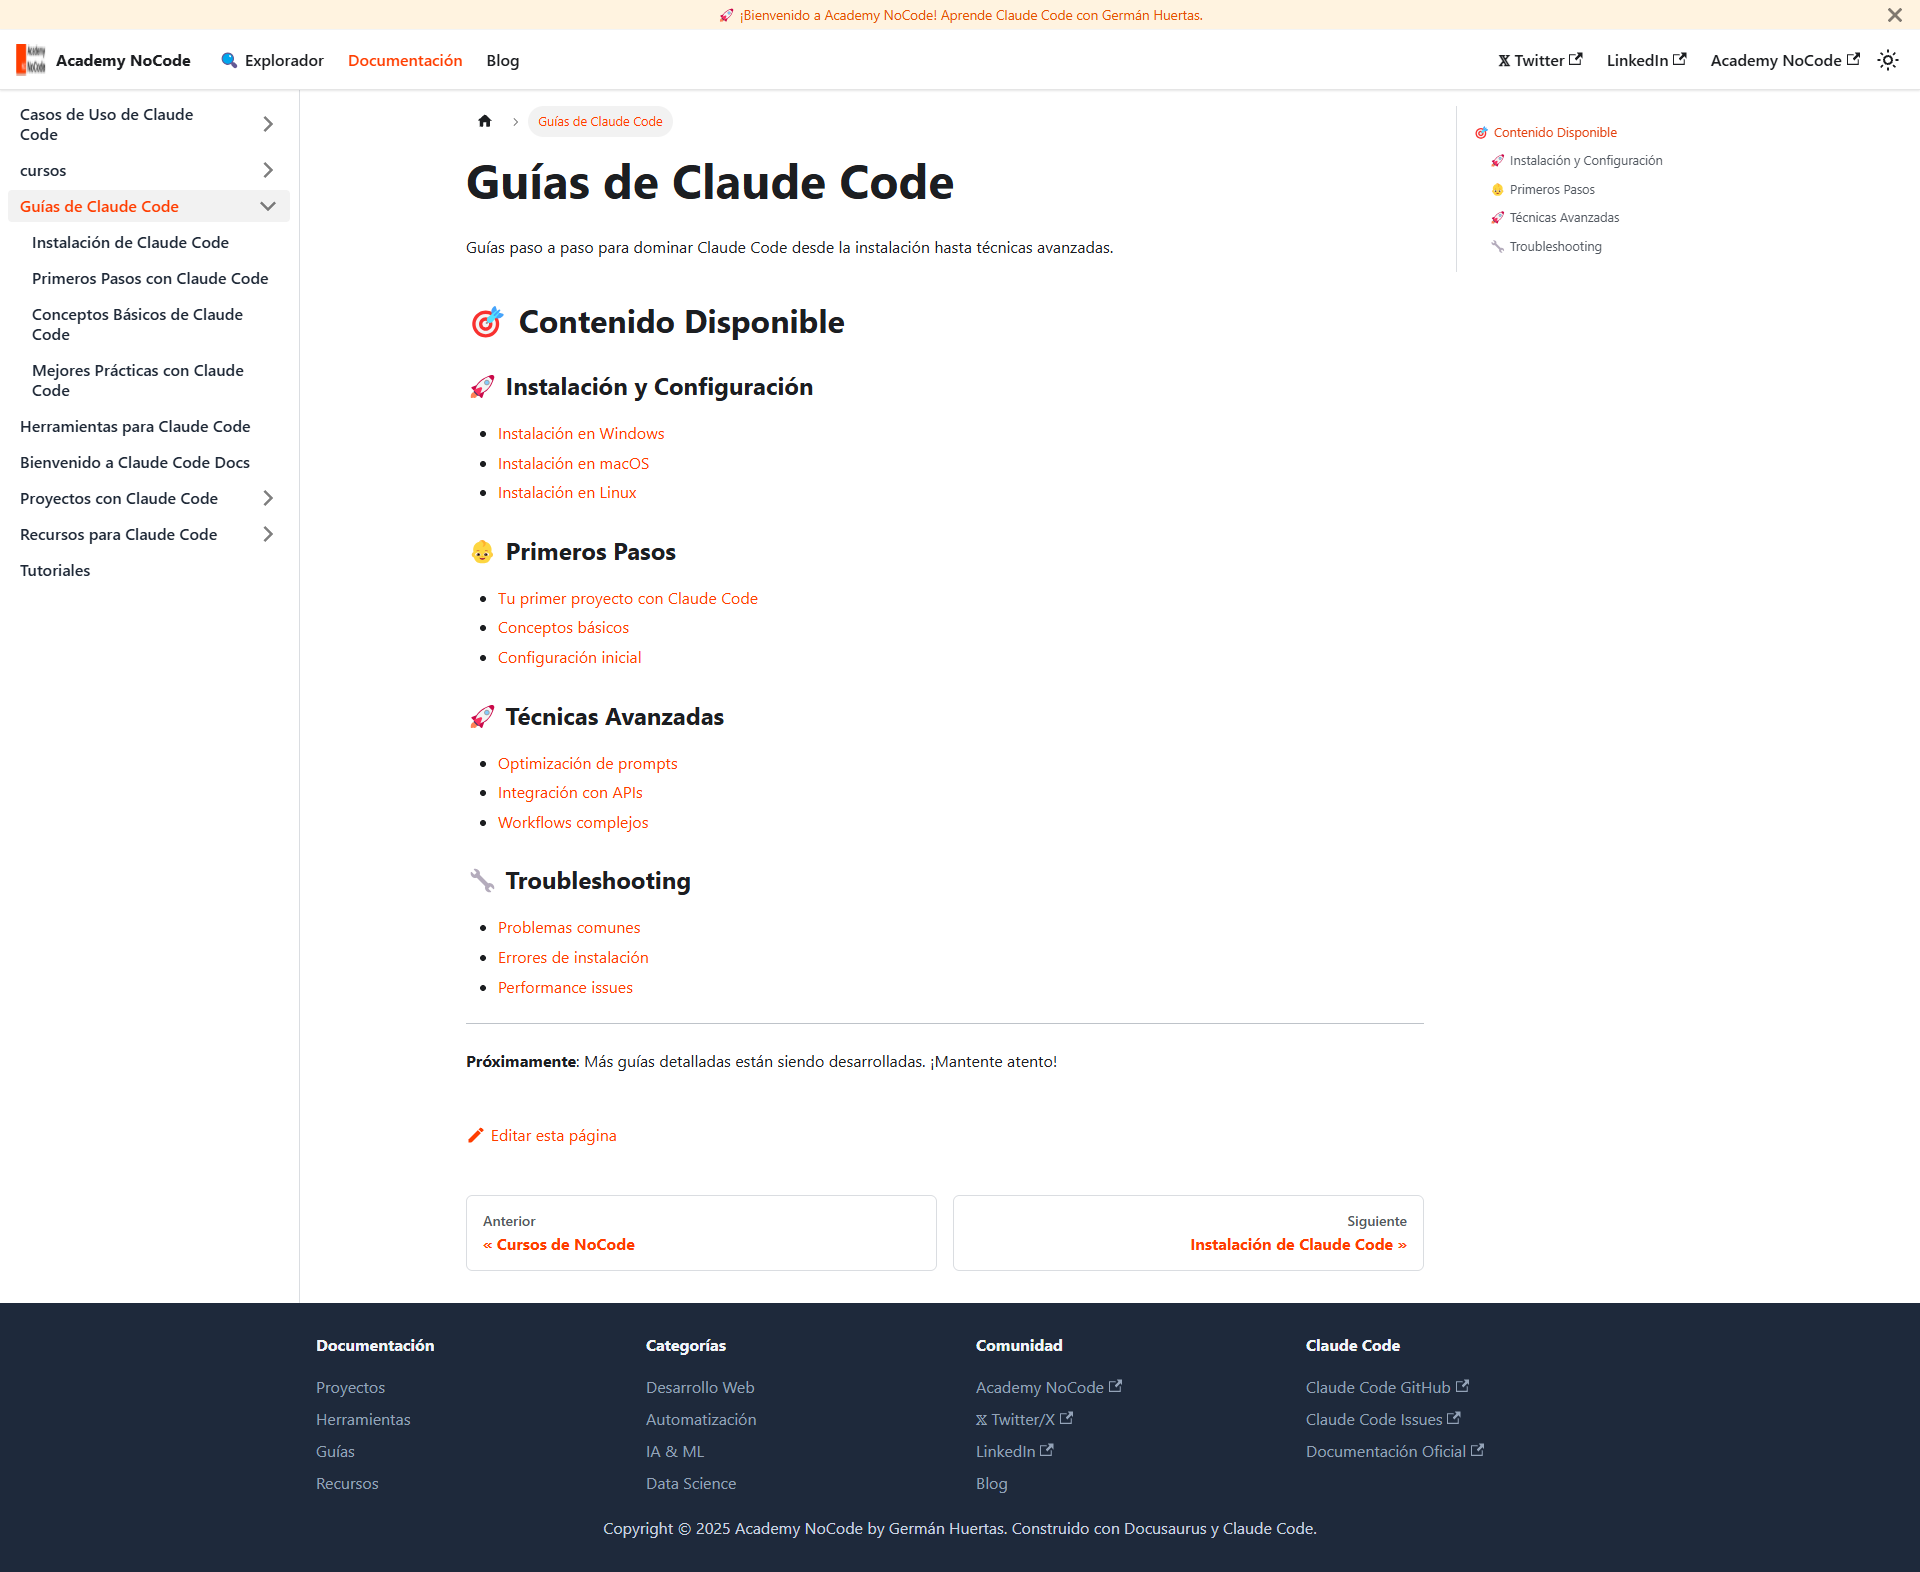 🚀 ¡Bienvenido a Academy NoCode! Aprende Claude Code con Germán Huertas.
Academy NoCode
Academy NoCode
🔍 Explorador
Documentación
Blog
𝕏 Twitter
LinkedIn
Academy NoCode
Casos de Uso de Claude
Code
cursos
Guías de Claude Code
Instalación de Claude Code
Primeros Pasos con Claude Code
Conceptos Básicos de Claude
Code
Mejores Prácticas con Claude
Code
Herramientas para Claude Code
Bienvenido a Claude Code Docs
Proyectos con Claude Code
Recursos para Claude Code
Tutoriales
Guías de Claude Code
Guías de Claude Code
Guías paso a paso para dominar Claude Code desde la instalación hasta técnicas avanzadas.
🎯 Contenido Disponible
🚀 Instalación y Configuración
Instalación en Windows
Instalación en macOS
Instalación en Linux
👶 Primeros Pasos
Tu primer proyecto con Claude Code
Conceptos básicos
Configuración inicial
🚀 Técnicas Avanzadas
Optimización de prompts
Integración con APIs
Workflows complejos
🔧 Troubleshooting
Problemas comunes
Errores de instalación
Performance issues
Próximamente: Más guías detalladas están siendo desarrolladas. ¡Mantente atento!
Editar esta página
Anterior
« Cursos de NoCode
Siguiente
Instalación de Claude Code »
🎯 Contenido Disponible
🚀 Instalación y Configuración
👶 Primeros Pasos
🚀 Técnicas Avanzadas
🔧 Troubleshooting
Documentación
Proyectos
Herramientas
Guías
Recursos
Categorías
Desarrollo Web
Automatización
IA & ML
Data Science
Comunidad
Academy NoCode
𝕏 Twitter/X
LinkedIn
Blog
Claude Code
Claude Code GitHub
Claude Code Issues
Documentación Oficial
Copyright © 2025 Academy NoCode by Germán Huertas. Construido con Docusaurus y Claude Code.